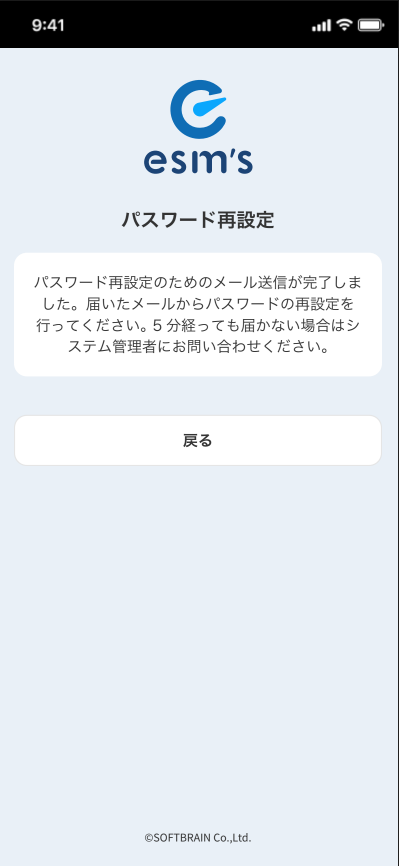 9:41
esm's
パスワード再設定
パスワード再設定のためのメール送信が完了しま
した。届いたメールからパスワードの再設定を
行ってください。5 分経っても届かない場合はシ
ステム管理者にお問い合わせください。
戻る
©SOFTBRAIN Co.,Ltd.